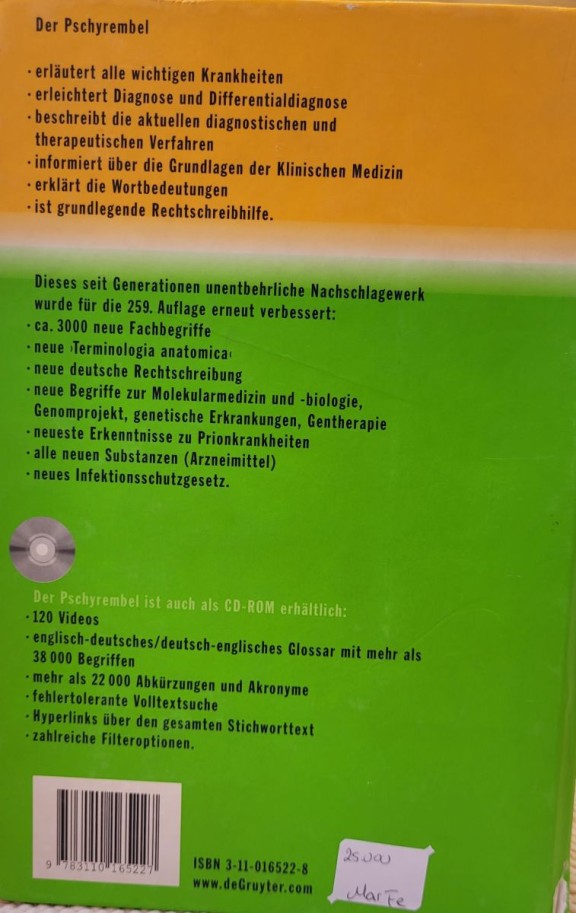 Der Pschyrembel
· erläutert alle wichtigen Krankheiten
· erleichtert Diagnose und Differentialdiagnose
· beschreibt die aktuellen diagnostischen und
therapeutischen Verfahren
· informiert über die Grundlagen der Klinischen Medizin
· erklärt die Wortbedeutungen
· ist grundlegende Rechtschreibhilfe.
Dieses seit Generationen unentbehrliche Nachschlagewerk
wurde für die 259. Auflage erneut verbessert:
· ca. 3000 neue Fachbegriffe
· neue ›Terminologia anatomica‹
· neue deutsche Rechtschreibung
· neue Begriffe zur Molekularmedizin und -biologie,
Genomprojekt, genetische Erkrankungen, Gentherapie
· neueste Erkenntnisse zu Prionkrankheiten
· alle neuen Substanzen (Arzneimittel)
· neues Infektionsschutzgesetz.
Der Pschyrembel ist auch als CD-ROM erhältlich:
· 120 Videos
· englisch-deutsches/deutsch-englisches Glossar mit mehr als
38 000 Begriffen
· mehr als 22 000 Abkürzungen und Akronyme
· fehlertolerante Volltextsuche
· Hyperlinks über den gesamten Stichworttext
· zahlreiche Filteroptionen.
9 783110 165227
ISBN 3-11-016522-8
www.deGruyter.com
25.000
Mar Fe